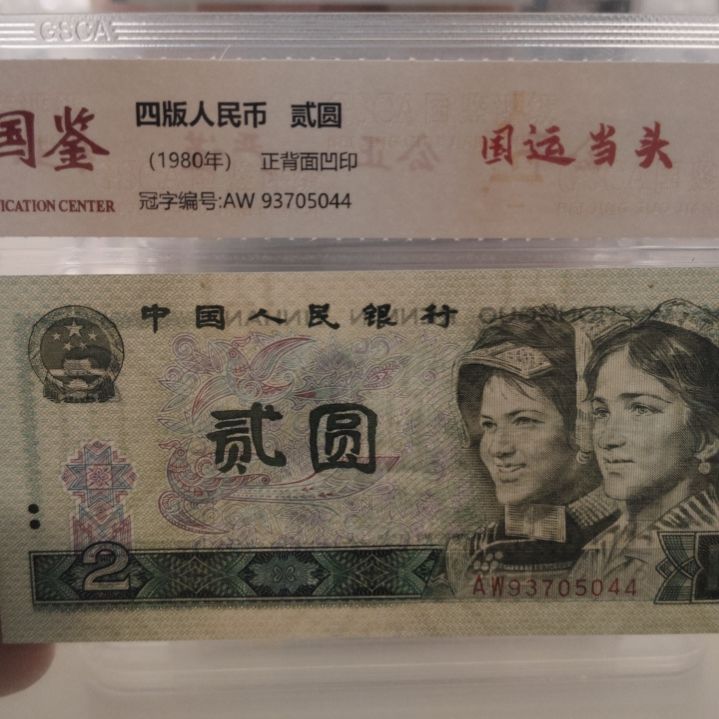 GSCA
国鉴
ICATION CENTER
四版人民币 贰圆
(1980年) 正背面凹印
冠字编号:AW 93705044
国运当头
中国人民银行
贰圆
2
AW93705044